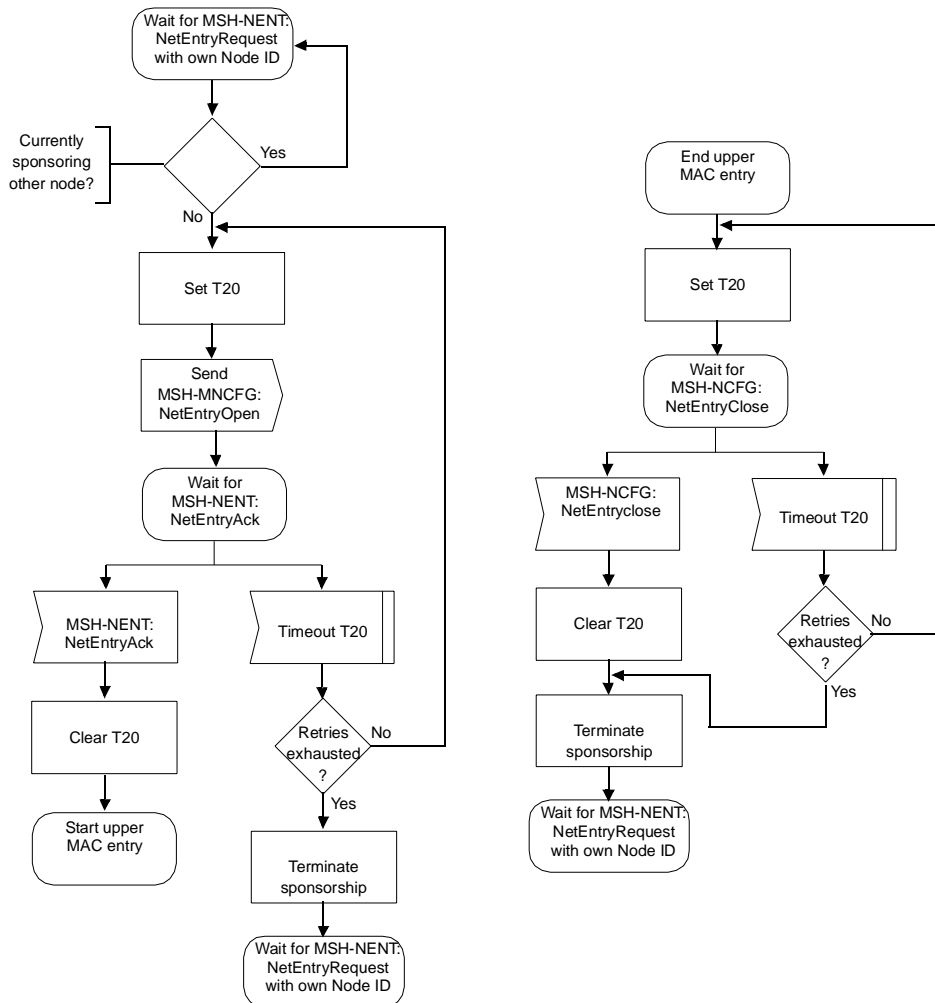 Wait for MSH-NENT:
NetEntryRequest
with own Node ID
Currently
sponsoring
other node?
Yes
No
Set T20
Send
MSH-MNCFG:
NetEntryOpen
Wait for
MSH-NENT:
NetEntryAck
MSH-NENT:
NetEntryAck
Timeout T20
Clear T20
Retries
exhausted
?
No
Yes
Start upper
MAC entry
Terminate
sponsorship
Wait for MSH-NENT:
NetEntryRequest
with own Node ID
End upper
MAC entry
Set T20
Wait for
MSH-NCFG:
NetEntryClose
MSH-NCFG:
NetEntryclose
Timeout T20
Clear T20
Retries
exhausted
?
No
Yes
Terminate
sponsorship
Wait for MSH-NENT:
NetEntryRequest
with own Node ID